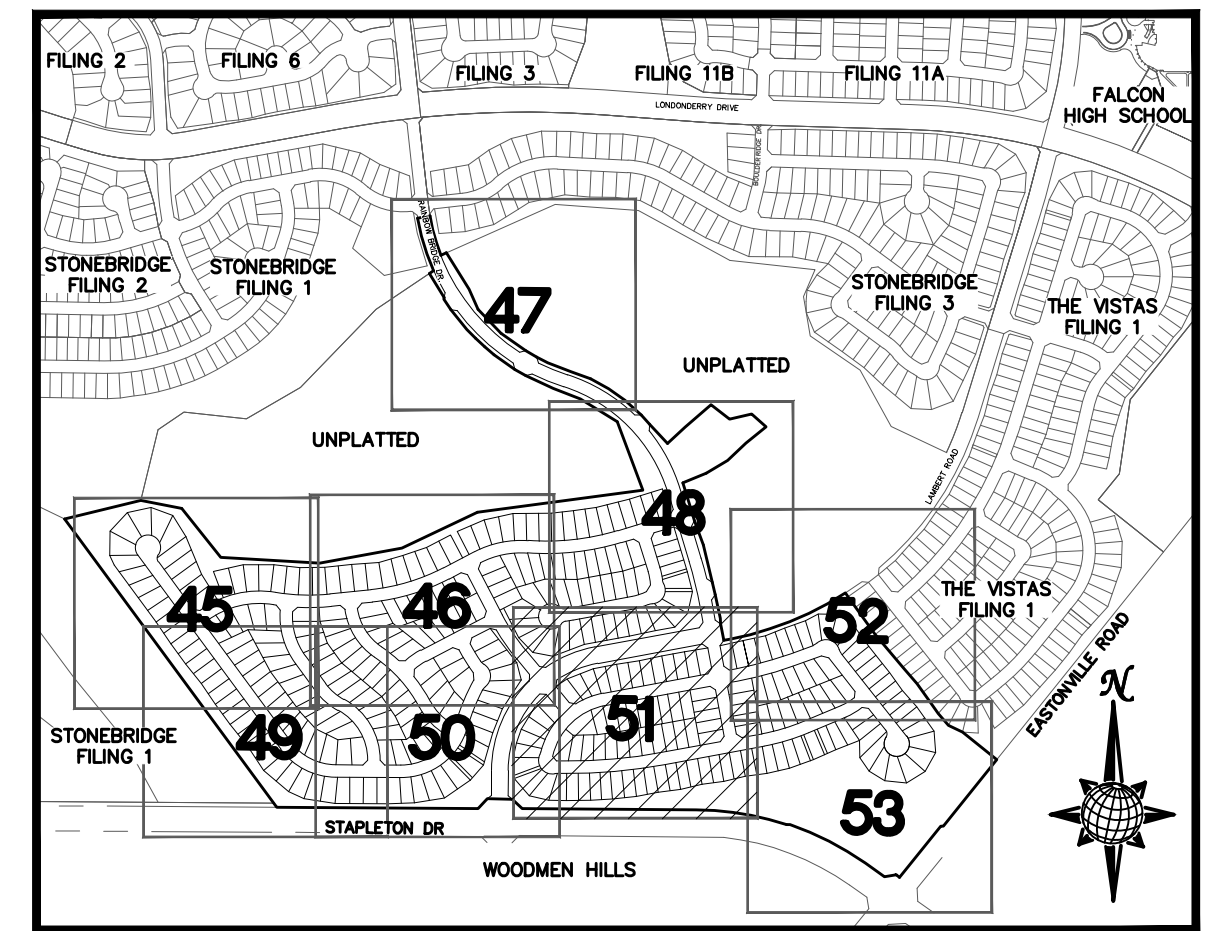 FILING 2
FILING 6
FILING 3
FILING 11B
FILING 11A
FALCON
HIGH SCHOOL
LONDONDERRY DRIVE
BOULDER RIDGE DR
RAINBOW BRIDGE DR.
STONEBRIDGE
FILING 2
STONEBRIDGE
FILING 1
STONEBRIDGE
FILING 3
THE VISTAS
FILING 1
47
UNPLATTED
UNPLATTED
LAMBERT ROAD
48
45
46
52
THE VISTAS
FILING 1
EASTONVILLE ROAD
N
STONEBRIDGE
FILING 1
49
50
51
53
STAPLETON DR
WOODMEN HILLS